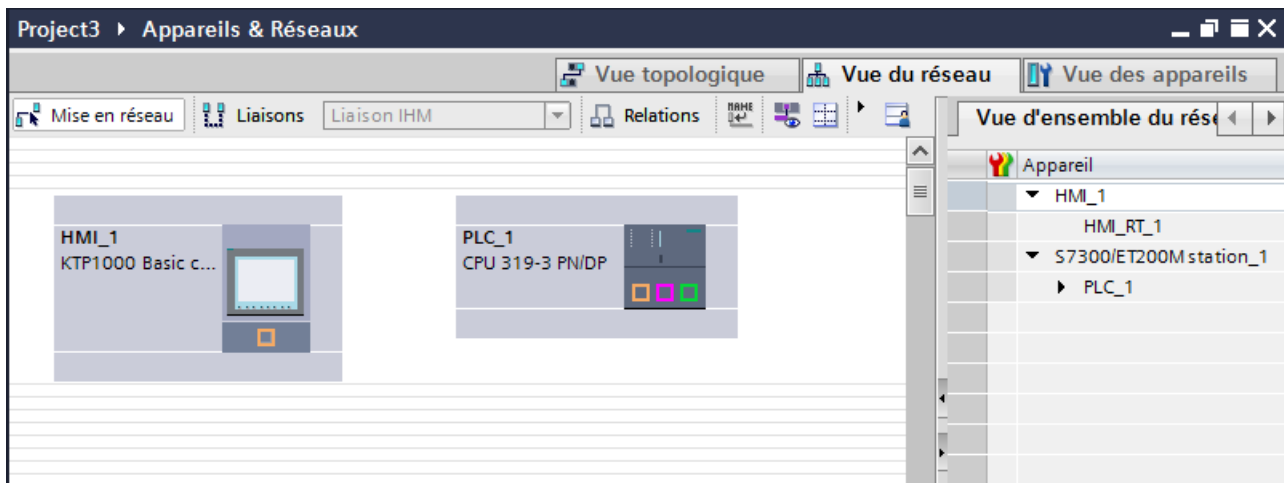 Project3 ▸ Appareils & Réseaux
Vue topologique Vue du réseau Vue des appareils
Mise en réseau Liaisons Liaison IHM Relations NAME Vue d'ensemble du rése
Appareil
HMI_1
HMI_RT_1
S7300/ET200M station_1
PLC_1
HMI_1
KTP1000 Basic c...
PLC_1
CPU 319-3 PN/DP